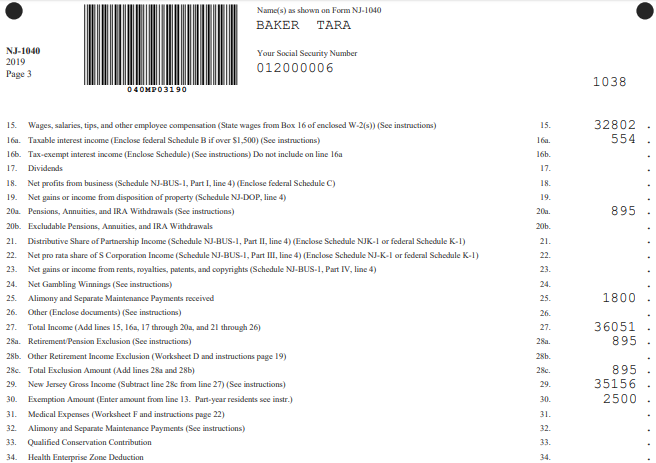 Name(s) as shown on Form NJ-1040
BAKER TARA
NJ-1040
2019
Page 3
Your Social Security Number
012000006
040MP03190
1038
15. Wages, salaries, tips, and other employee compensation (State wages from Box 16 of enclosed W-2(s)) (See instructions) 15. 32802 .
16a. Taxable interest income (Enclose federal Schedule B if over $1,500) (See instructions) 16a. 554 .
16b. Tax-exempt interest income (Enclose Schedule) (See instructions) Do not include on line 16a 16b. .
17. Dividends 17. .
18. Net profits from business (Schedule NJ-BUS-1, Part I, line 4) (Enclose federal Schedule C) 18. .
19. Net gains or income from disposition of property (Schedule NJ-DOP, line 4) 19. .
20a. Pensions, Annuities, and IRA Withdrawals (See instructions) 20a. 895 .
20b. Excludable Pensions, Annuities, and IRA Withdrawals 20b. .
21. Distributive Share of Partnership Income (Schedule NJ-BUS-1, Part II, line 4) (Enclose Schedule NJK-1 or federal Schedule K-1) 21. .
22. Net pro rata share of S Corporation Income (Schedule NJ-BUS-1, Part III, line 4) (Enclose Schedule NJ-K-1 or federal Schedule K-1) 22. .
23. Net gains or income from rents, royalties, patents, and copyrights (Schedule NJ-BUS-1, Part IV, line 4) 23. .
24. Net Gambling Winnings (See instructions) 24. .
25. Alimony and Separate Maintenance Payments received 25. 1800 .
26. Other (Enclose documents) (See instructions) 26. .
27. Total Income (Add lines 15, 16a, 17 through 20a, and 21 through 26) 27. 36051 .
28a. Retirement/Pension Exclusion (See instructions) 28a. 895 .
28b. Other Retirement Income Exclusion (Worksheet D and instructions page 19) 28b. .
28c. Total Exclusion Amount (Add lines 28a and 28b) 28c. 895 .
29. New Jersey Gross Income (Subtract line 28c from line 27) (See instructions) 29. 35156 .
30. Exemption Amount (Enter amount from line 13. Part-year residents see instr.) 30. 2500 .
31. Medical Expenses (Worksheet F and instructions page 22) 31. .
32. Alimony and Separate Maintenance Payments (See instructions) 32. .
33. Qualified Conservation Contribution 33. .
34. Health Enterprise Zone Deduction 34. .